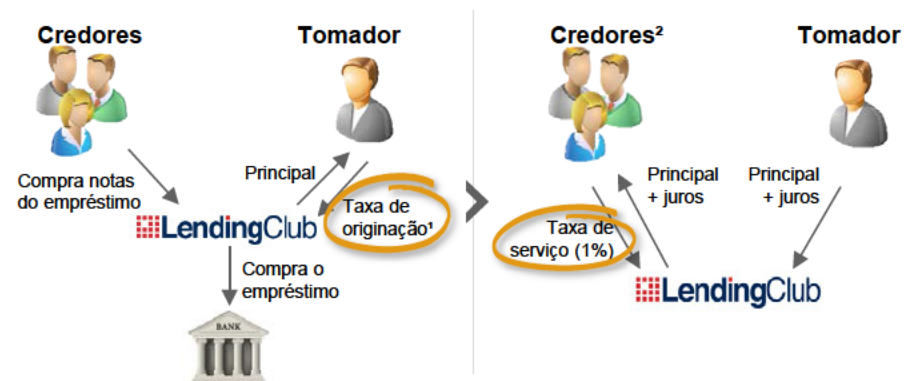 Credores
Tomador
Compra notas
do empréstimo
Principal
Taxa de
originação¹
LendingClub
Compra o
empréstimo
BANK
Credores²
Tomador
Principal
+ juros
Principal
+ juros
Taxa de
serviço (1%)
LendingClub